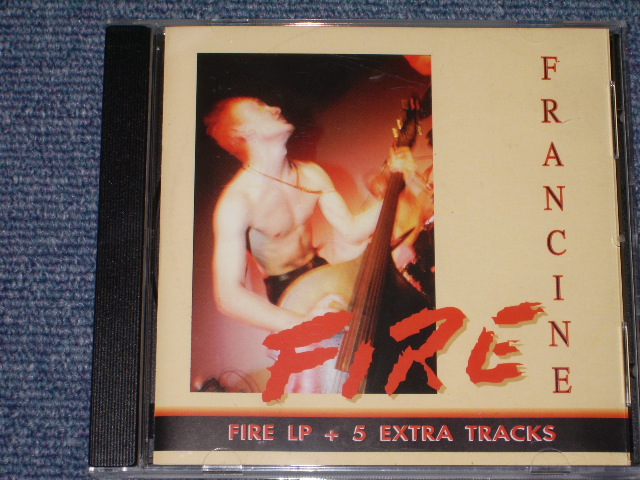 FRANCINE
FIRE
FIRE LP + 5 EXTRA TRACKS